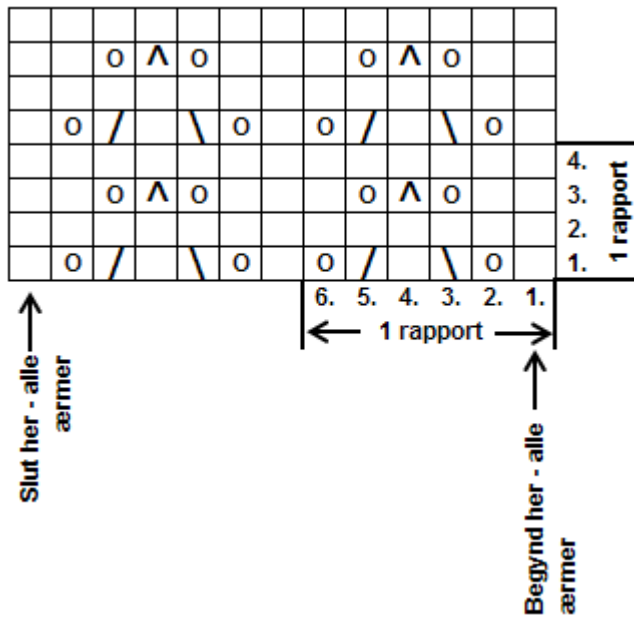 O Λ O O Λ O
O / \ O O / \ O
4.
O Λ O O Λ O 3.
2.
O / \ O O / \ O 1.
1 rapport
6. 5. 4. 3. 2. 1.
1 rapport
Slut her - alle
ærmer
Begynd her - alle
ærmer